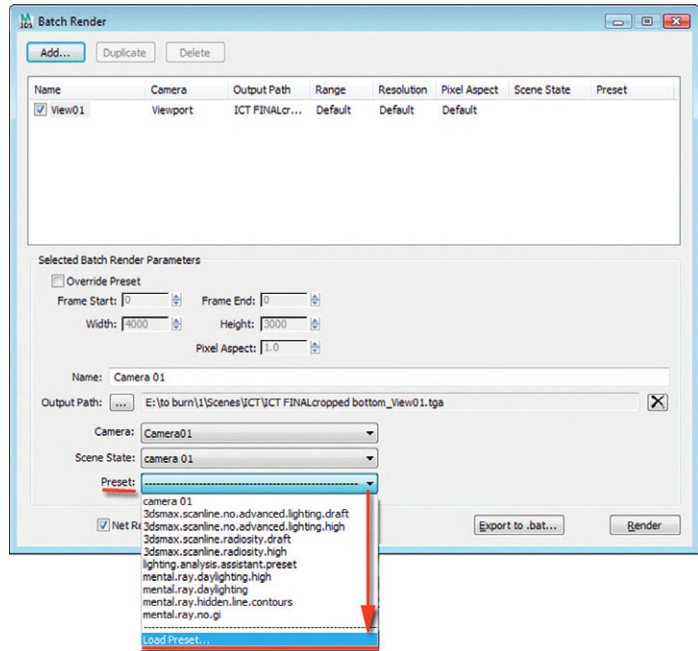 Batch Render
Add... Duplicate Delete
Name Camera Output Path Range Resolution Pixel Aspect Scene State Preset
View01 Viewport ICT FINALcr... Default Default Default
Selected Batch Render Parameters
Override Preset
Frame Start: 0 Frame End: 0
Width: 4000 Height: 3000
Pixel Aspect: 1.0
Name: Camera 01
Output Path: ... E:\to burn\1\Scenes\ICT\ICT FINALcropped bottom_View01.tga
Camera: Camera01
Scene State: camera 01
Preset: --------------------------------------------------------
camera 01
3dsmax.scanline.no.advanced.lighting.draft
Net R 3dsmax.scanline.no.advanced.lighting.high Export to .bat... Render
3dsmax.scanline.radiosity.draft
3dsmax.scanline.radiosity.high
lighting.analysis.assistant.preset
mental.ray.daylighting.high
mental.ray.daylighting
mental.ray.hidden.line.contours
mental.ray.no.gi
--------------------------------------------------------
Load Preset...